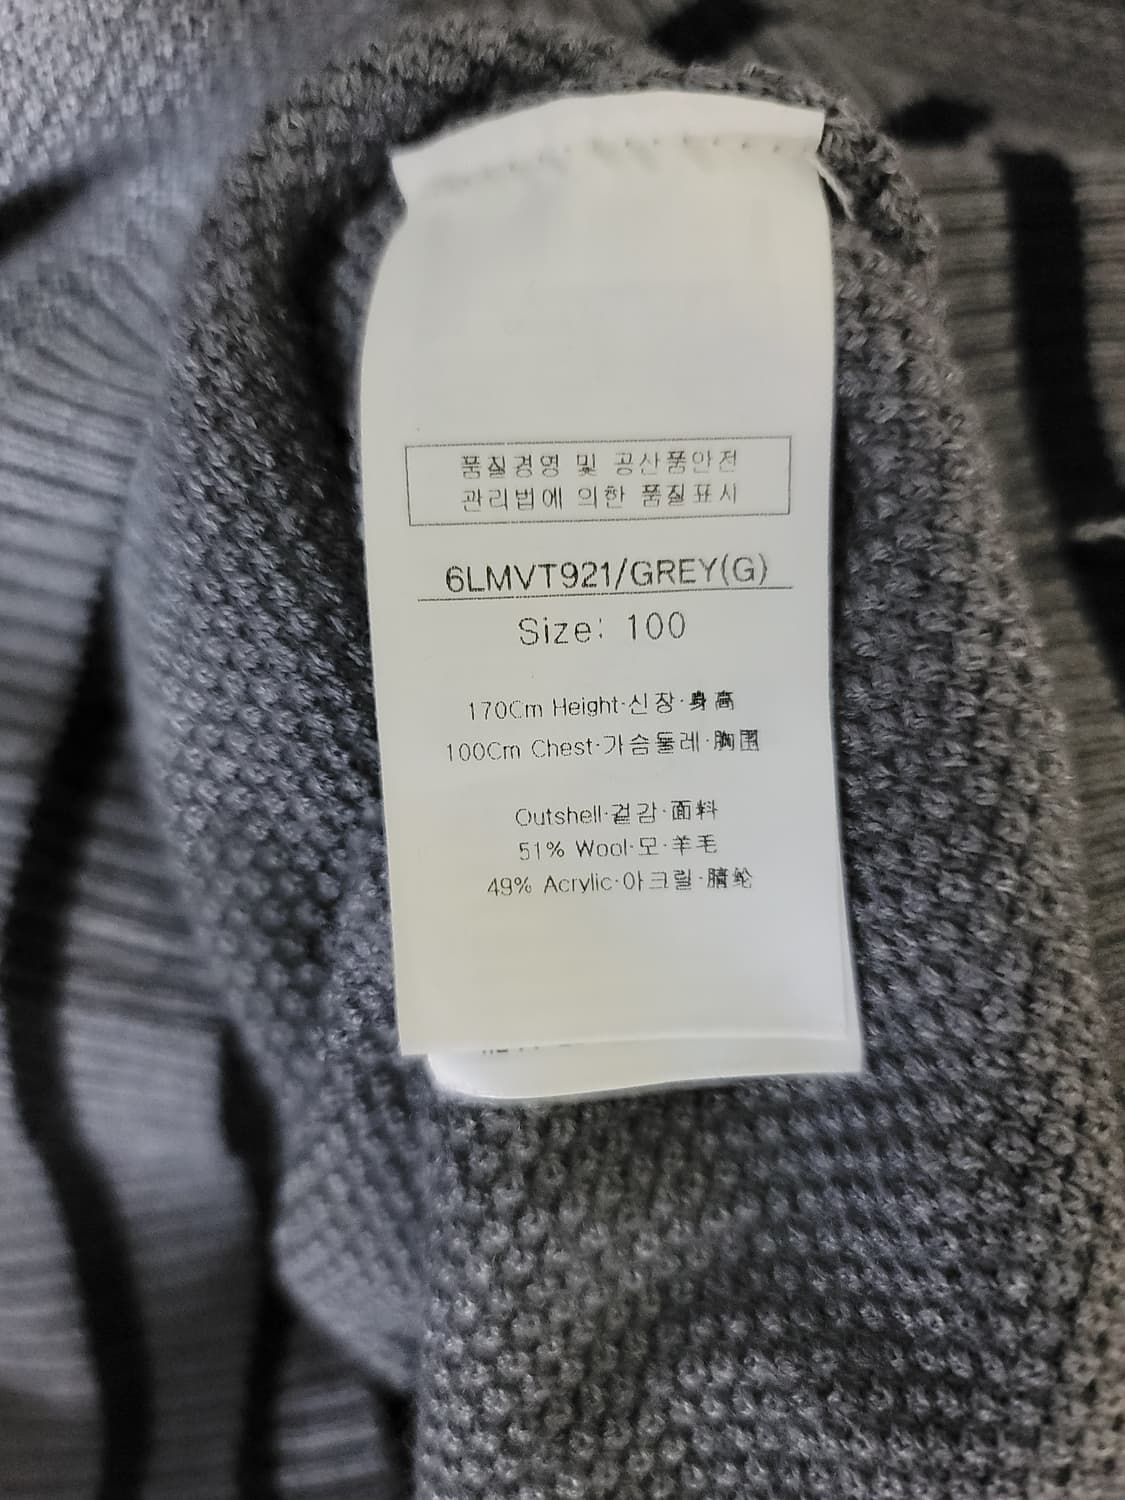 품질경영 및 공산품안전
관리법에 의한 품질표시
6LMVT921/GREY(G)
Size: 100
170Cm Height·신장·身高
100Cm Chest·가슴둘레·胸围
Outshell·겉감·面料
51% Wool·모·羊毛
49% Acrylic·아크릴·腈纶